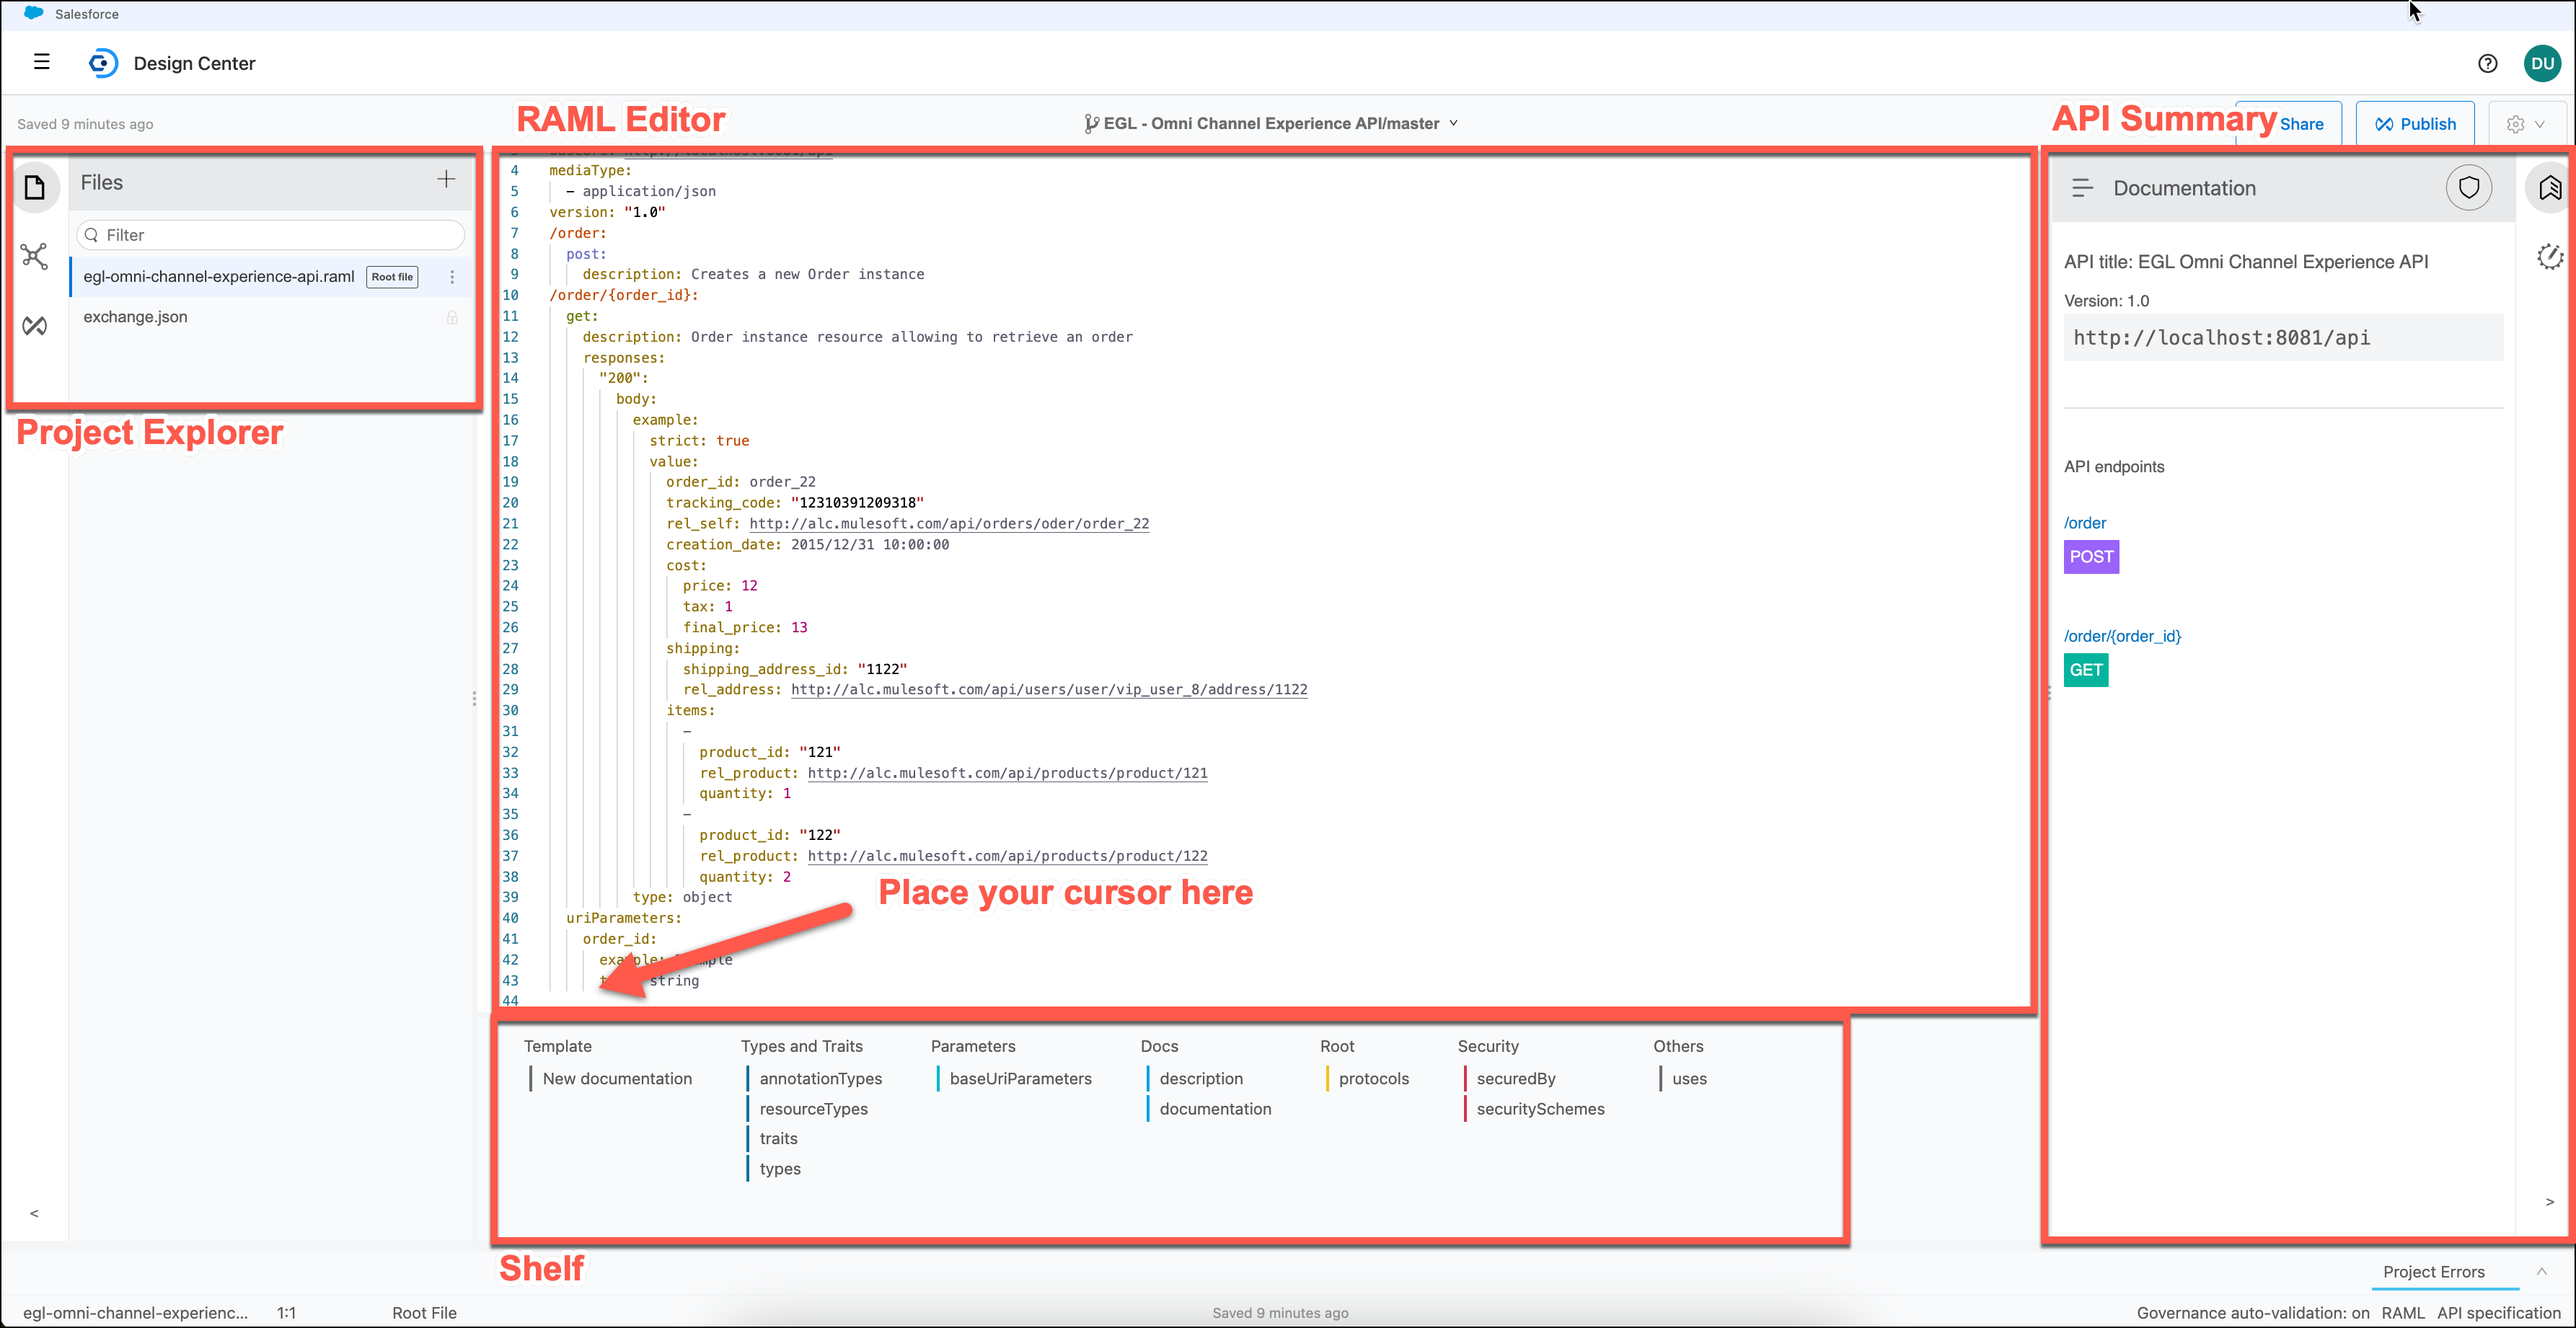 Salesforce
Design Center
DU
Saved 9 minutes ago
RAML Editor
EGL - Omni Channel Experience API/master
API Summary
Share
Publish
Files
Filter
egl-omni-channel-experience-api.raml Root file
exchange.json
Project Explorer
4 mediaType:
5 - application/json
6 version: "1.0"
7 /order:
8 post:
9 description: Creates a new Order instance
10 /order/{order_id}:
11 get:
12 description: Order instance resource allowing to retrieve an order
13 responses:
14 "200":
15 body:
16 example:
17 strict: true
18 value:
19 order_id: order_22
20 tracking_code: "12310391209318"
21 rel_self: http://alc.mulesoft.com/api/orders/oder/order_22
22 creation_date: 2015/12/31 10:00:00
23 cost:
24 price: 12
25 tax: 1
26 final_price: 13
27 shipping:
28 shipping_address_id: "1122"
29 rel_address: http://alc.mulesoft.com/api/users/user/vip_user_8/address/1122
30 items:
31 -
32 product_id: "121"
33 rel_product: http://alc.mulesoft.com/api/products/product/121
34 quantity: 1
35 -
36 product_id: "122"
37 rel_product: http://alc.mulesoft.com/api/products/product/122
38 quantity: 2
39 type: object
40 uriParameters:
41 order_id:
42
43 string
44
Place your cursor here
Documentation
API title: EGL Omni Channel Experience API
Version: 1.0
http://localhost:8081/api
API endpoints
/order
POST
/order/{order_id}
GET
Template
New documentation
Types and Traits
annotationTypes
resourceTypes
traits
types
Parameters
baseUriParameters
Docs
description
documentation
Root
protocols
Security
securedBy
securitySchemes
Others
uses
Shelf
Project Errors
egl-omni-channel-experienc... 1:1 Root File
Saved 9 minutes ago
Governance auto-validation: on RAML API specification